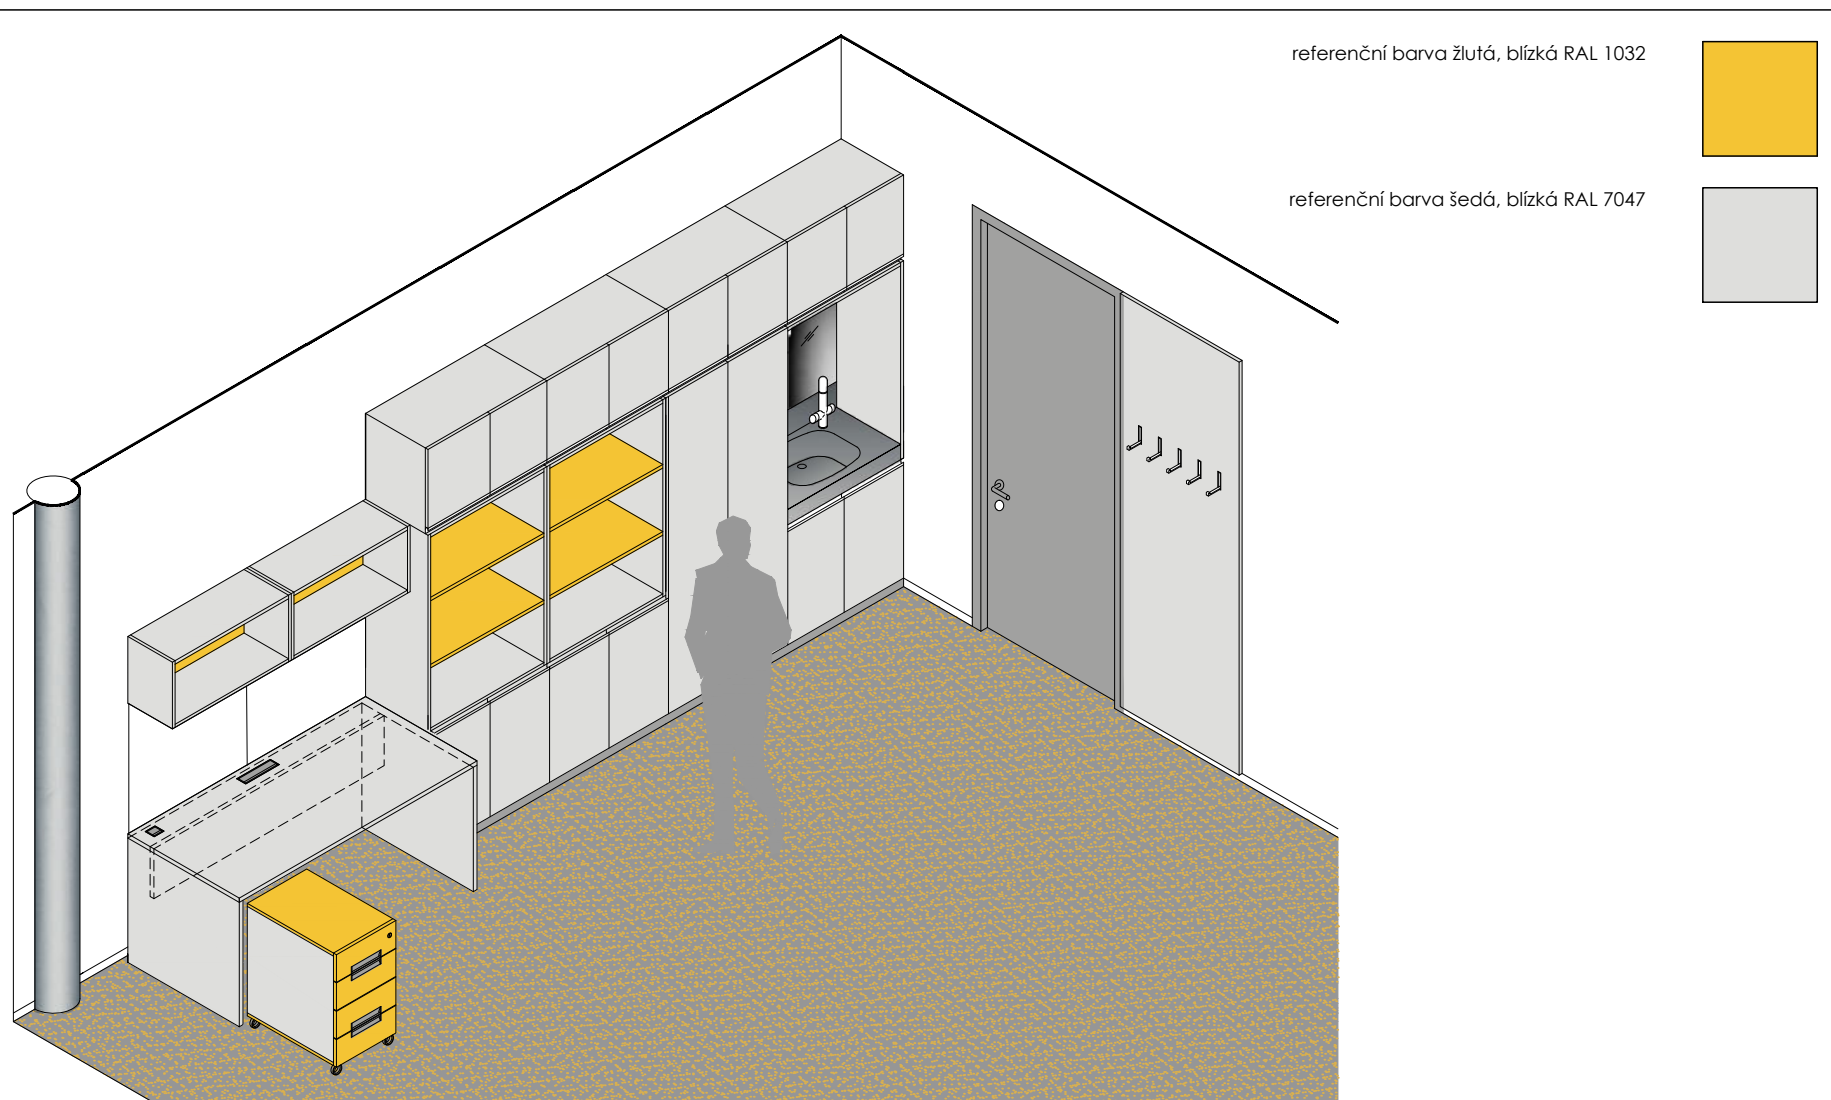 referenční barva žlutá, blízká RAL 1032
referenční barva šedá, blízká RAL 7047